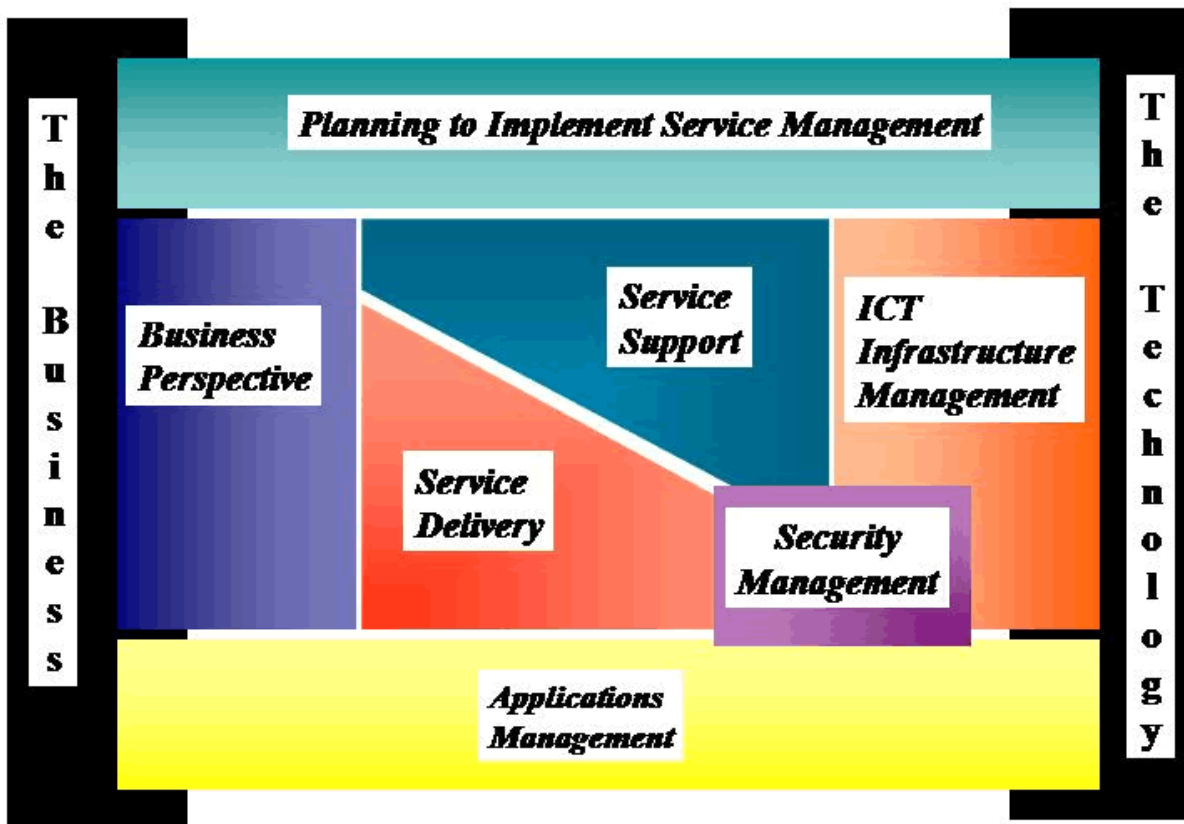 The Business
Planning to Implement Service Management
Business
Perspective
Service
Support
ICT
Infrastructure
Management
Service
Delivery
Security
Management
Applications
Management
The Technology